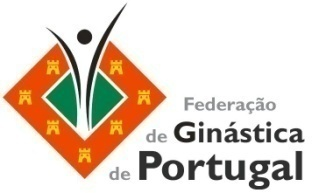 Federação
de Ginástica
de Portugal